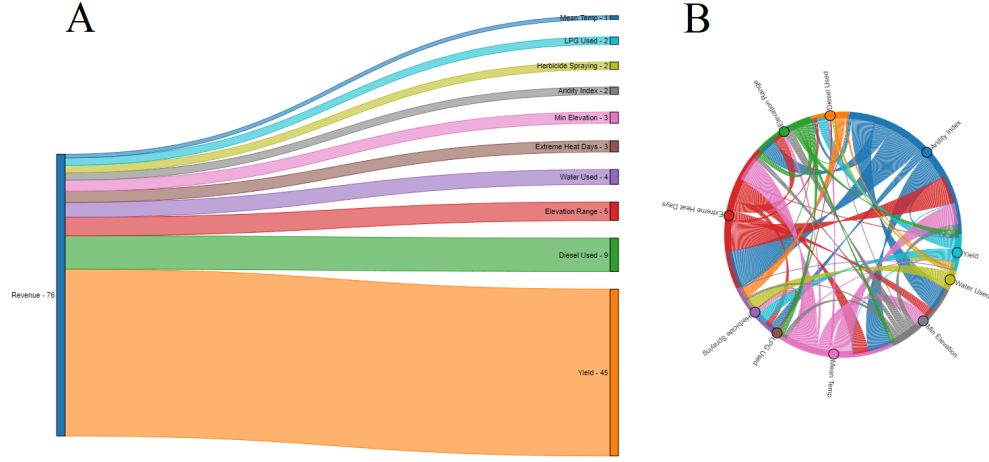 A
B
Mean Temp - 1
LPG Used - 2
Herbicide Spraying - 2
Aridity Index - 2
Min Elevation - 3
Extreme Heat Days - 3
Water Used - 4
Elevation Range - 5
Diesel Used - 9
Revenue - 76
Yield - 45
Diesel Used
Elevation Range
Aridity Index
Extreme Heat Days
Yield
Water Used
Herbicide Spraying
Min Elevation
LPG Used
Mean Temp